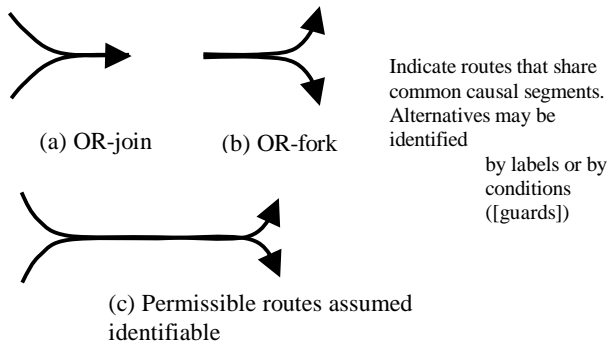 (a) OR-join
(b) OR-fork
Indicate routes that share
common causal segments.
Alternatives may be
identified
by labels or by
conditions
([guards])
(c) Permissible routes assumed
identifiable